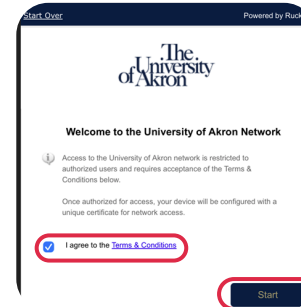 Start Over
Powered by Ruck
The
University
of Akron
Welcome to the University of Akron Network
Access to the University of Akron network is restricted to
authorized users and requires acceptance of the Terms &
Conditions below.
Once authorized for access, your device will be configured with a
unique certificate for network access.
I agree to the Terms & Conditions
Start